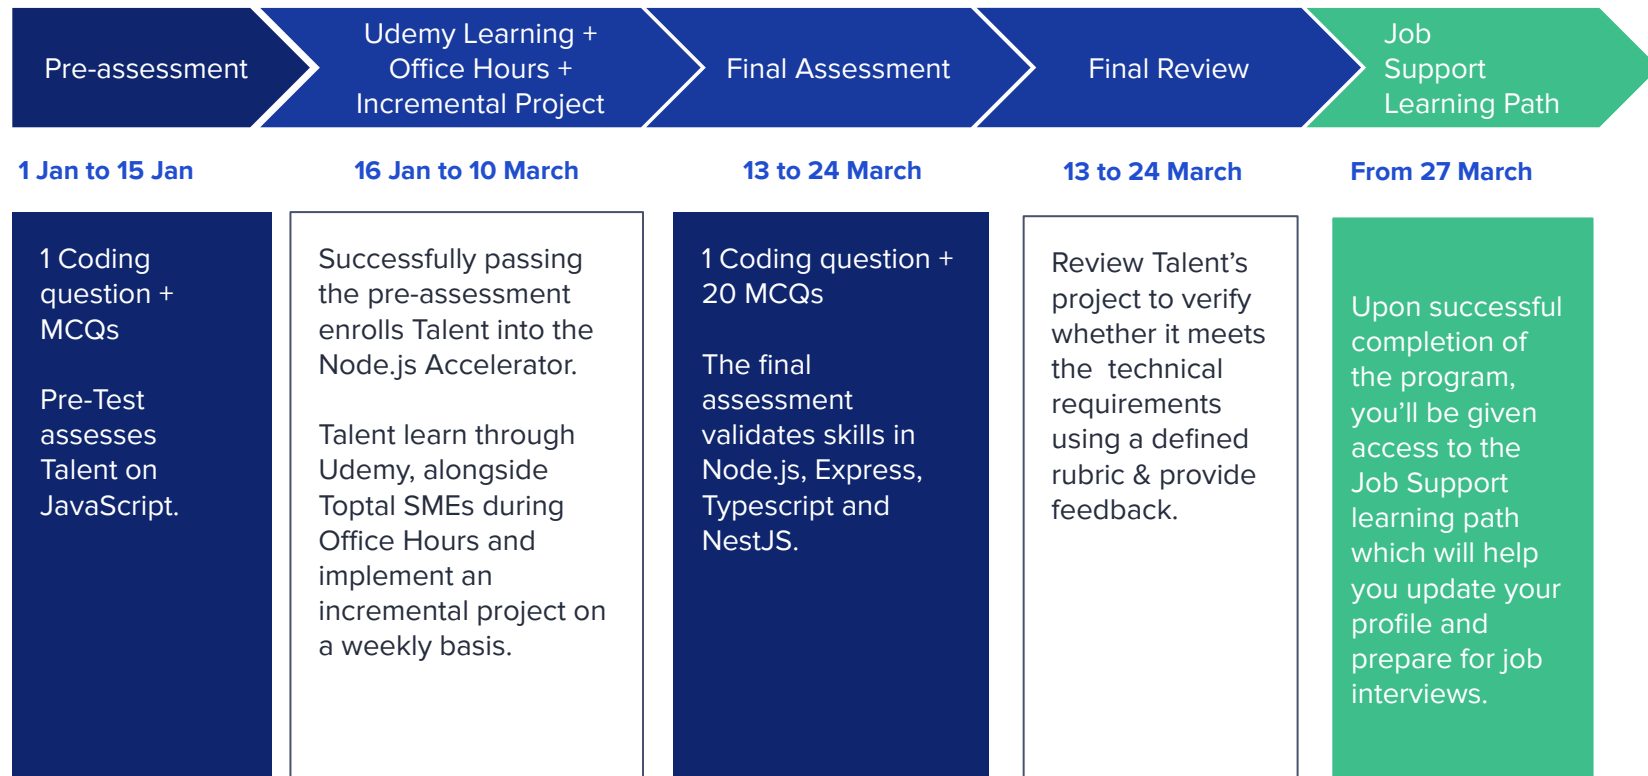 Pre-assessment
Udemy Learning +
Office Hours +
Incremental Project
Final Assessment
Final Review
Job
Support
Learning Path
1 Jan to 15 Jan
16 Jan to 10 March
13 to 24 March
13 to 24 March
From 27 March
1 Coding
question +
MCQs
Pre-Test
assesses
Talent on
JavaScript.
Successfully passing
the pre-assessment
enrolls Talent into the
Node.js Accelerator.
Talent learn through
Udemy, alongside
Toptal SMEs during
Office Hours and
implement an
incremental project on
a weekly basis.
1 Coding question +
20 MCQs
The final
assessment
validates skills in
Node.js, Express,
Typescript and
NestJS.
Review Talent’s
project to verify
whether it meets
the technical
requirements
using a defined
rubric & provide
feedback.
Upon successful
completion of
the program,
you’ll be given
access to the
Job Support
learning path
which will help
you update your
profile and
prepare for job
interviews.